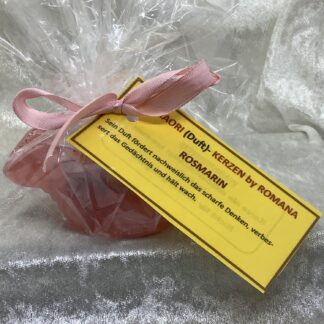 AORI (Duft)- KERZEN by ROMANA
ROSMARIN
Sein Duft fördert nachweislich das scharfe Denken, verbes-
sert das Gedächtnis und hält wach.